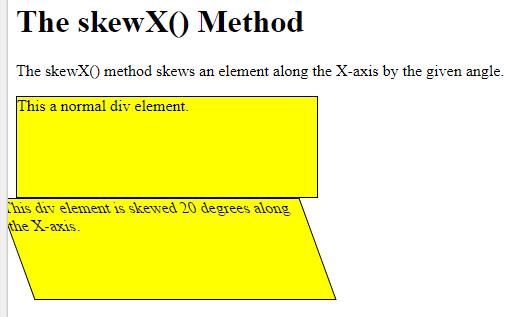 The skewX() Method
The skewX() method skews an element along the X-axis by the given angle.
This a normal div element.
This div element is skewed 20 degrees along
the X-axis.